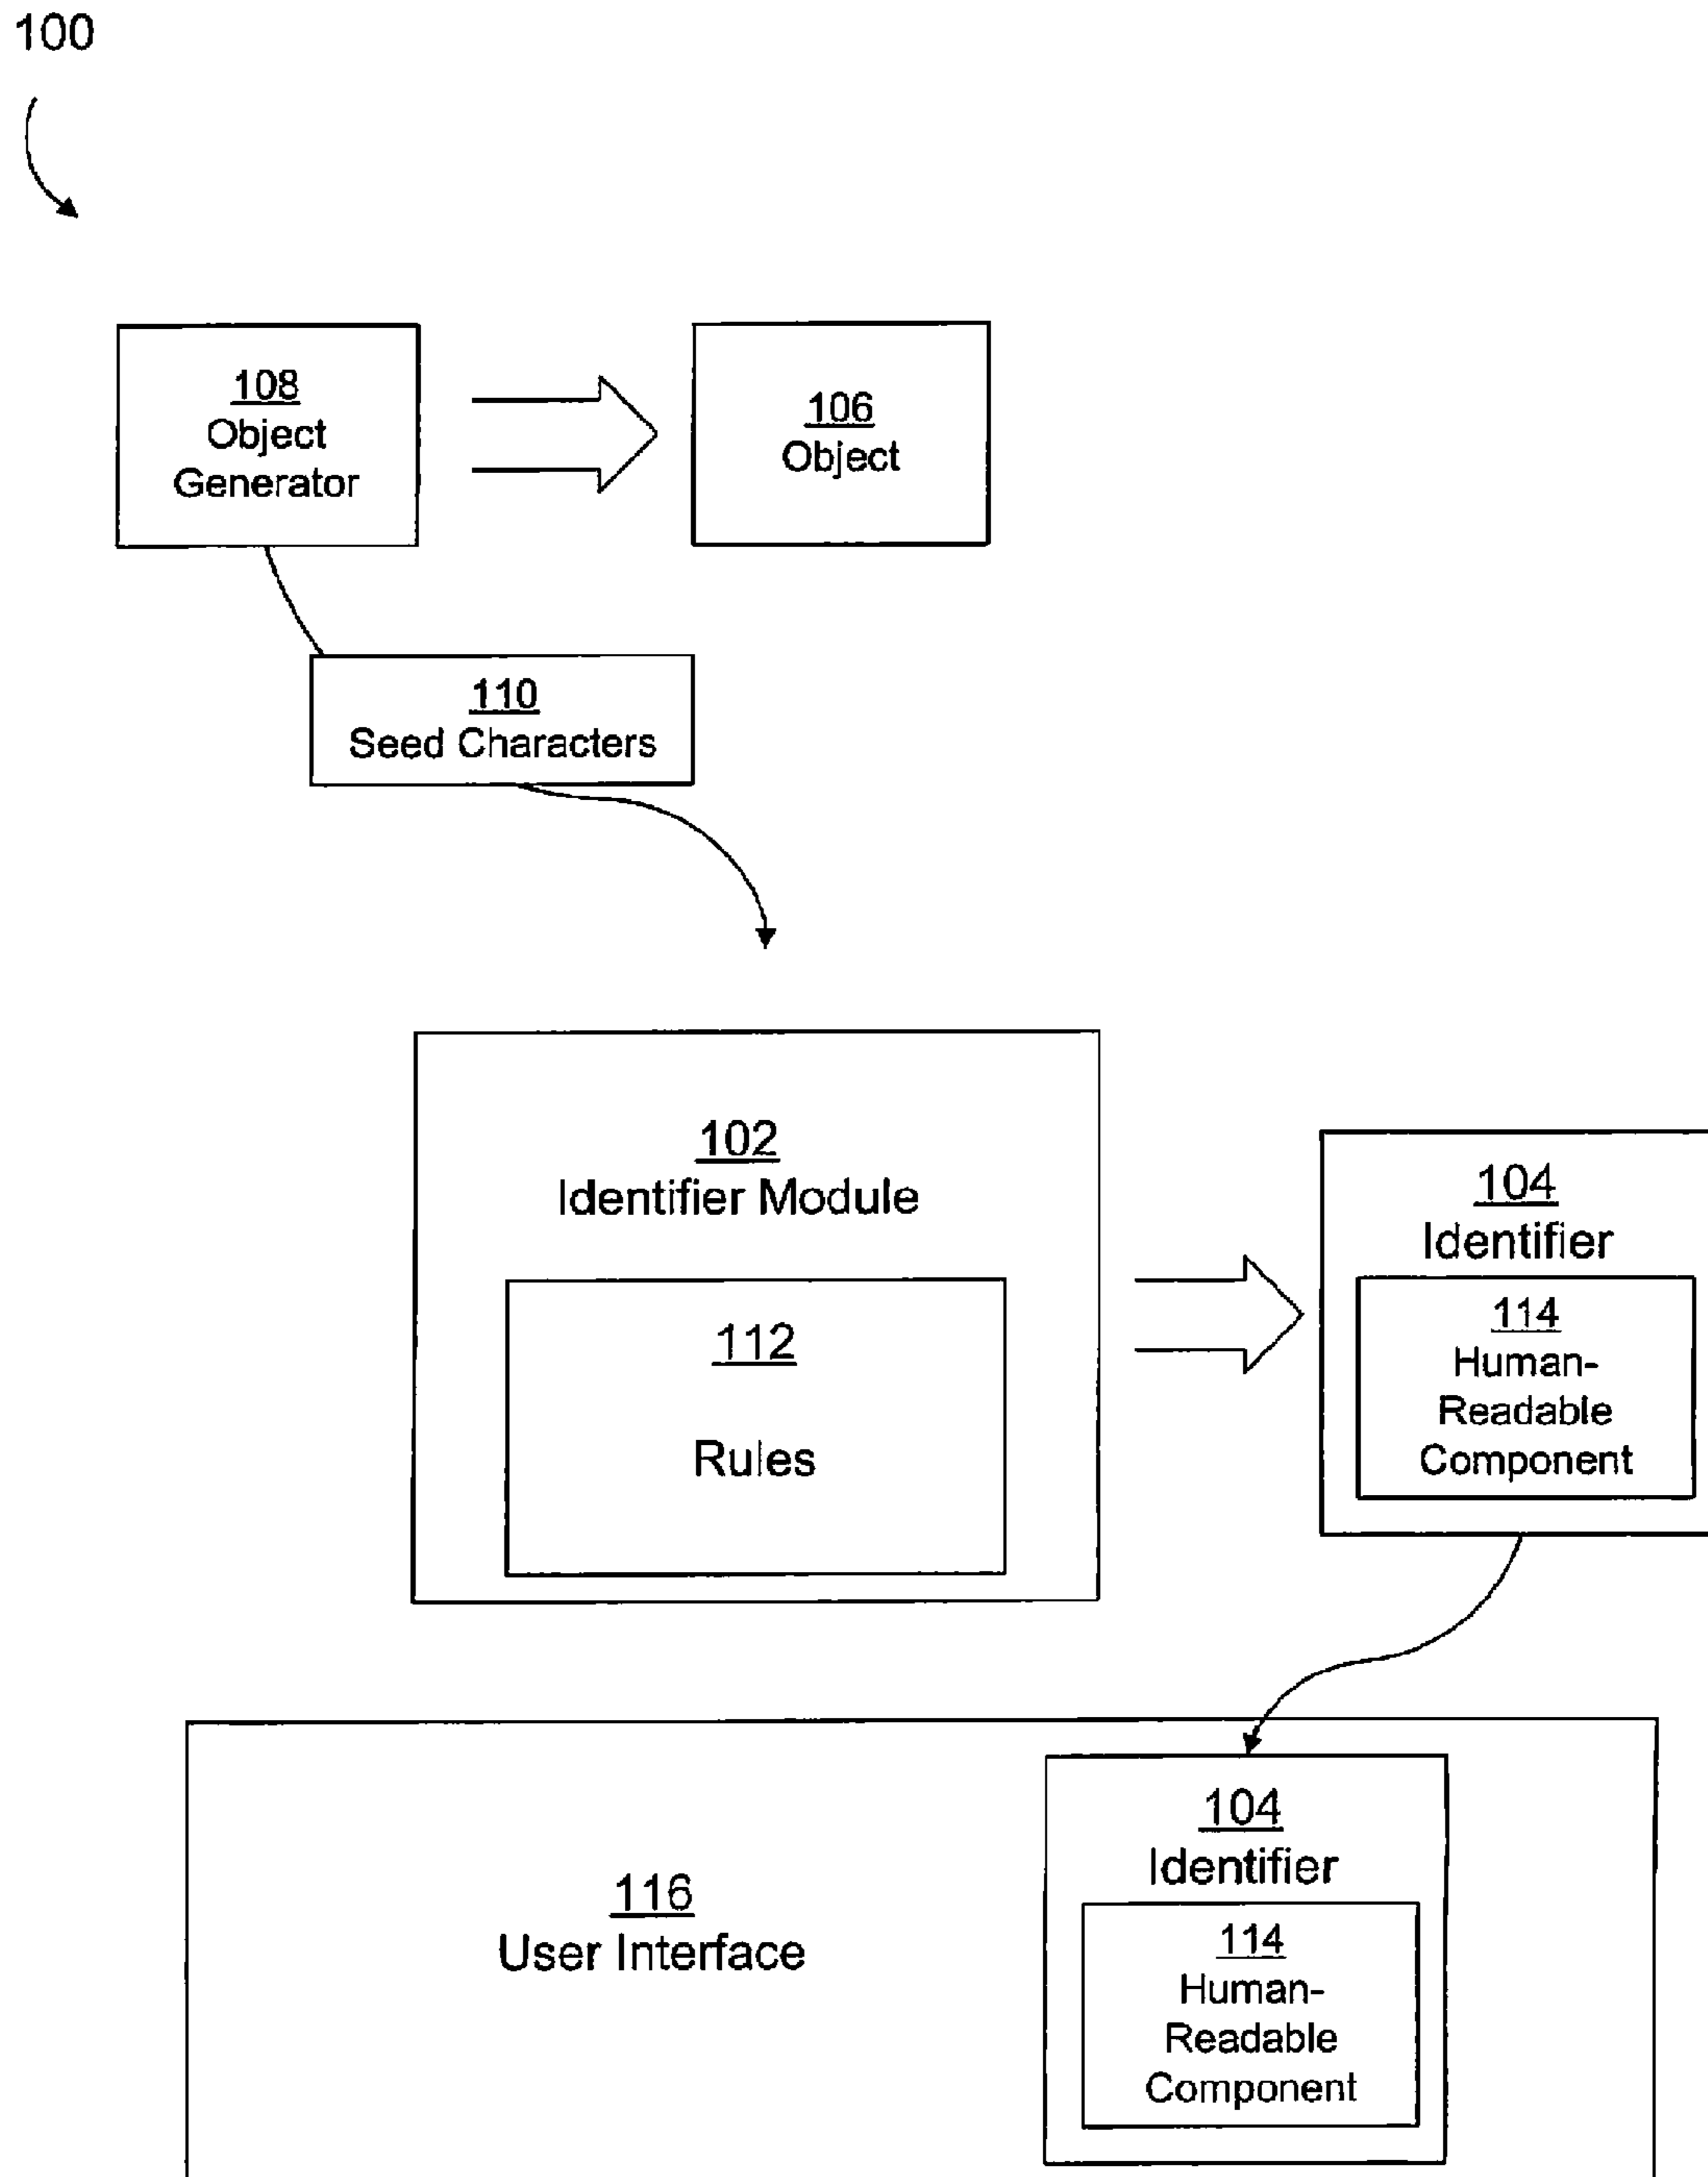 100
108
Object
Generator
106
Object
110
Seed Characters
102
Identifier Module
112
Rules
104
Identifier
114
Human-
Readable
Component
116
User Interface
104
Identifier
114
Human-
Readable
Component